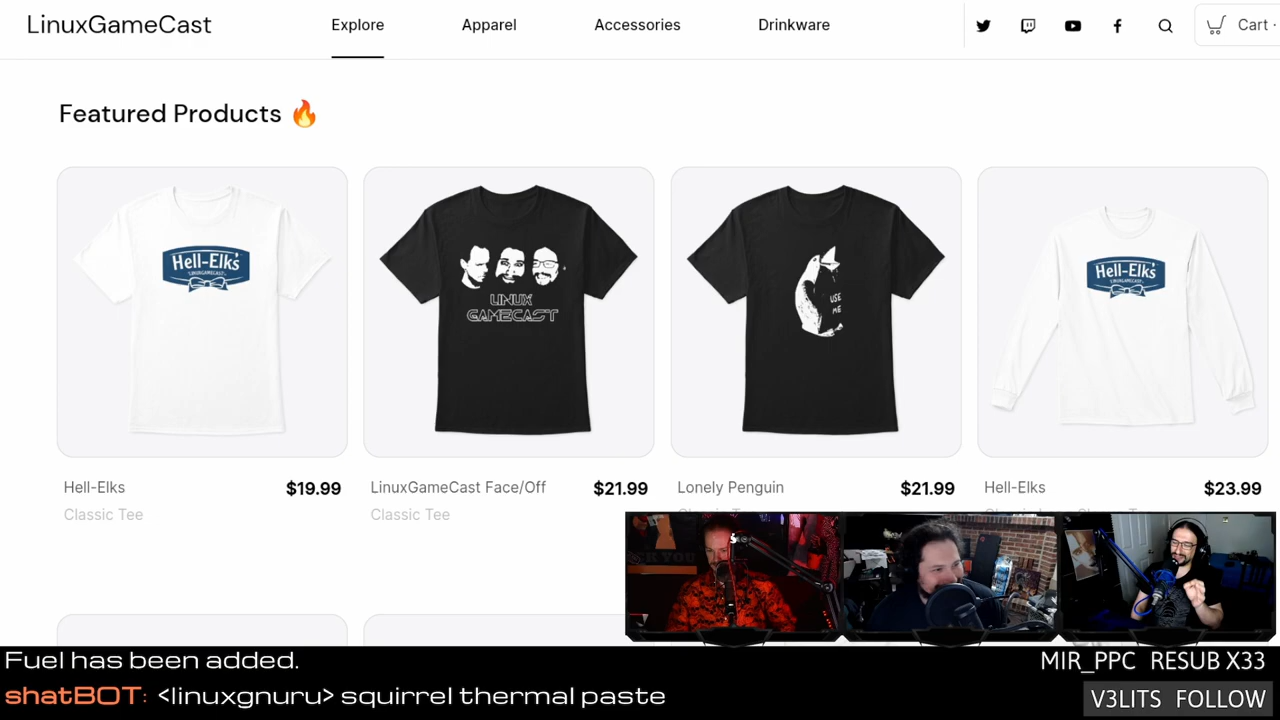 LinuxGameCast
Explore
Apparel
Accessories
Drinkware
Cart ·
Featured Products 🔥
Hell-Elks
LINUXGAMECAST
LINUX
GAMECAST
USE
ME
Hell-Elks
LINUXGAMECAST
Hell-Elks
$19.99
Classic Tee
LinuxGameCast Face/Off
$21.99
Classic Tee
Lonely Penguin
$21.99
Hell-Elks
$23.99
Fuel has been added.
MIR_PPC RESUB X33
shatBOT: <linuxgnuru> squirrel thermal paste
V3LITS FOLLOW